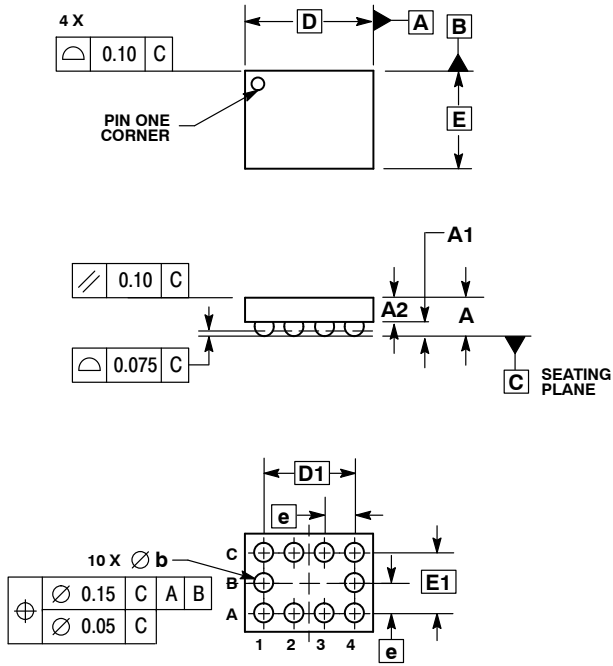 4 X
D
A
B
⌓ 0.10 C
PIN ONE
CORNER
E
A1
⫽ 0.10 C
A2
A
⌓ 0.075 C
C
SEATING
PLANE
D1
e
10 X ∅ b
C
B
A
E1
⌖ ∅ 0.15 C A B
∅ 0.05 C
1 2 3 4
e